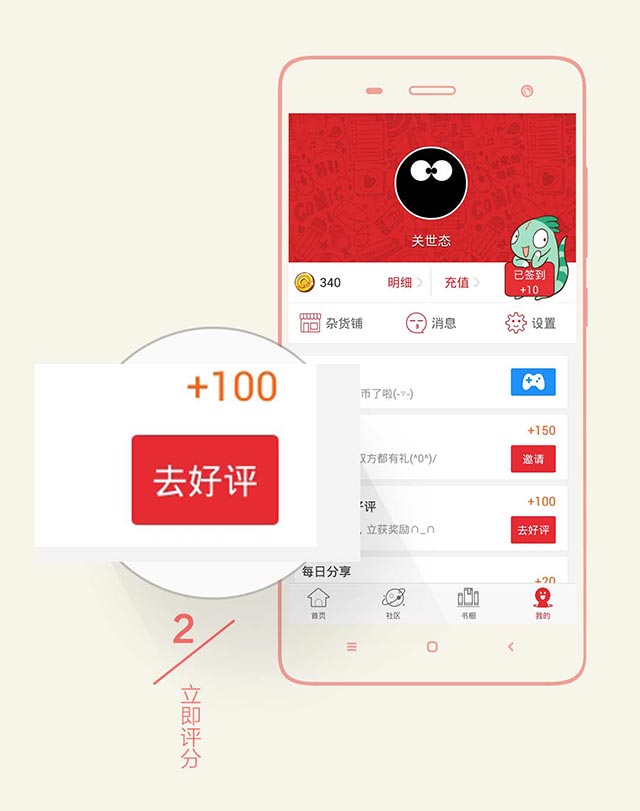 COMIC
COMIC
关世态
340
明细
充值
已签到
+10
杂货铺
消息
设置
+100
去好评
币了啦(-▿-)
+150
双方都有礼(^0^)/
邀请
+100
好评
, 立获奖励∩_∩
去好评
每日分享
+20
首页
社区
书橱
我的
2
立即评分